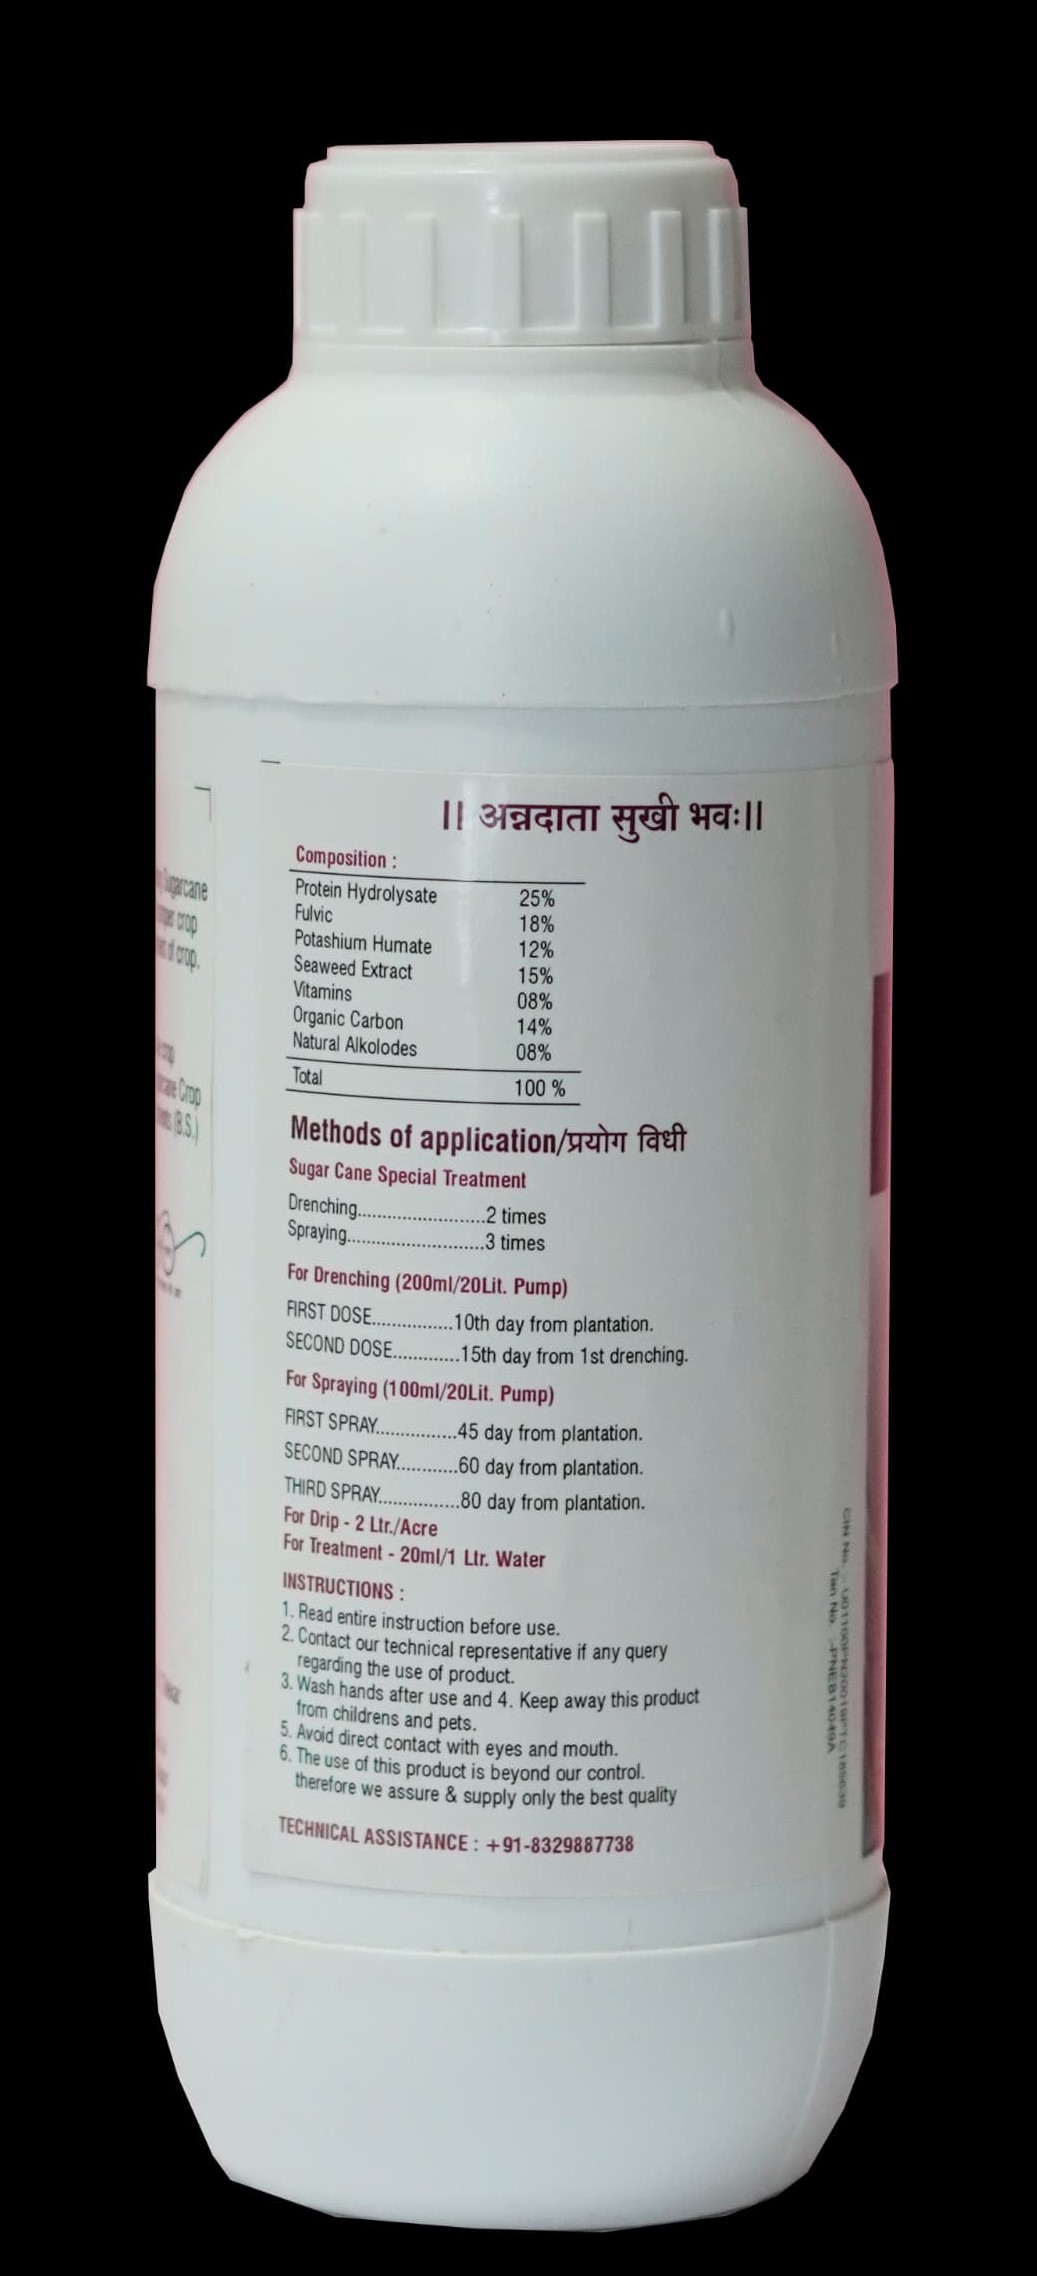 || अन्नदाता सुखी भवः||
Composition :
Protein Hydrolysate 25%
Fulvic 18%
Potashium Humate 12%
Seaweed Extract 15%
Vitamins 08%
Organic Carbon 14%
Natural Alkolodes 08%
Total 100 %
Methods of application/प्रयोग विधी
Sugar Cane Special Treatment
Drenching..........................2 times
Spraying............................3 times
For Drenching (200ml/20Lit. Pump)
FIRST DOSE................10th day from plantation.
SECOND DOSE.............15th day from 1st drenching.
For Spraying (100ml/20Lit. Pump)
FIRST SPRAY................45 day from plantation.
SECOND SPRAY............60 day from plantation.
THIRD SPRAY................80 day from plantation.
For Drip - 2 Ltr./Acre
For Treatment - 20ml/1 Ltr. Water
INSTRUCTIONS :
1. Read entire instruction before use.
2. Contact our technical representative if any query
regarding the use of product.
3. Wash hands after use and 4. Keep away this product
from childrens and pets.
5. Avoid direct contact with eyes and mouth.
6. The use of this product is beyond our control.
therefore we assure & supply only the best quality
TECHNICAL ASSISTANCE : +91-8329887738
Sugarcane
crop
of crop.
crop
Crop
(B.S.)
CIN No. :-
Tan No. :-PNEB14049A